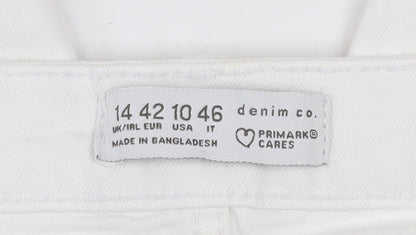 14 42 10 46
UK/IRL EUR USA IT
MADE IN BANGLADESH
denim co.
PRIMARK®
CARES